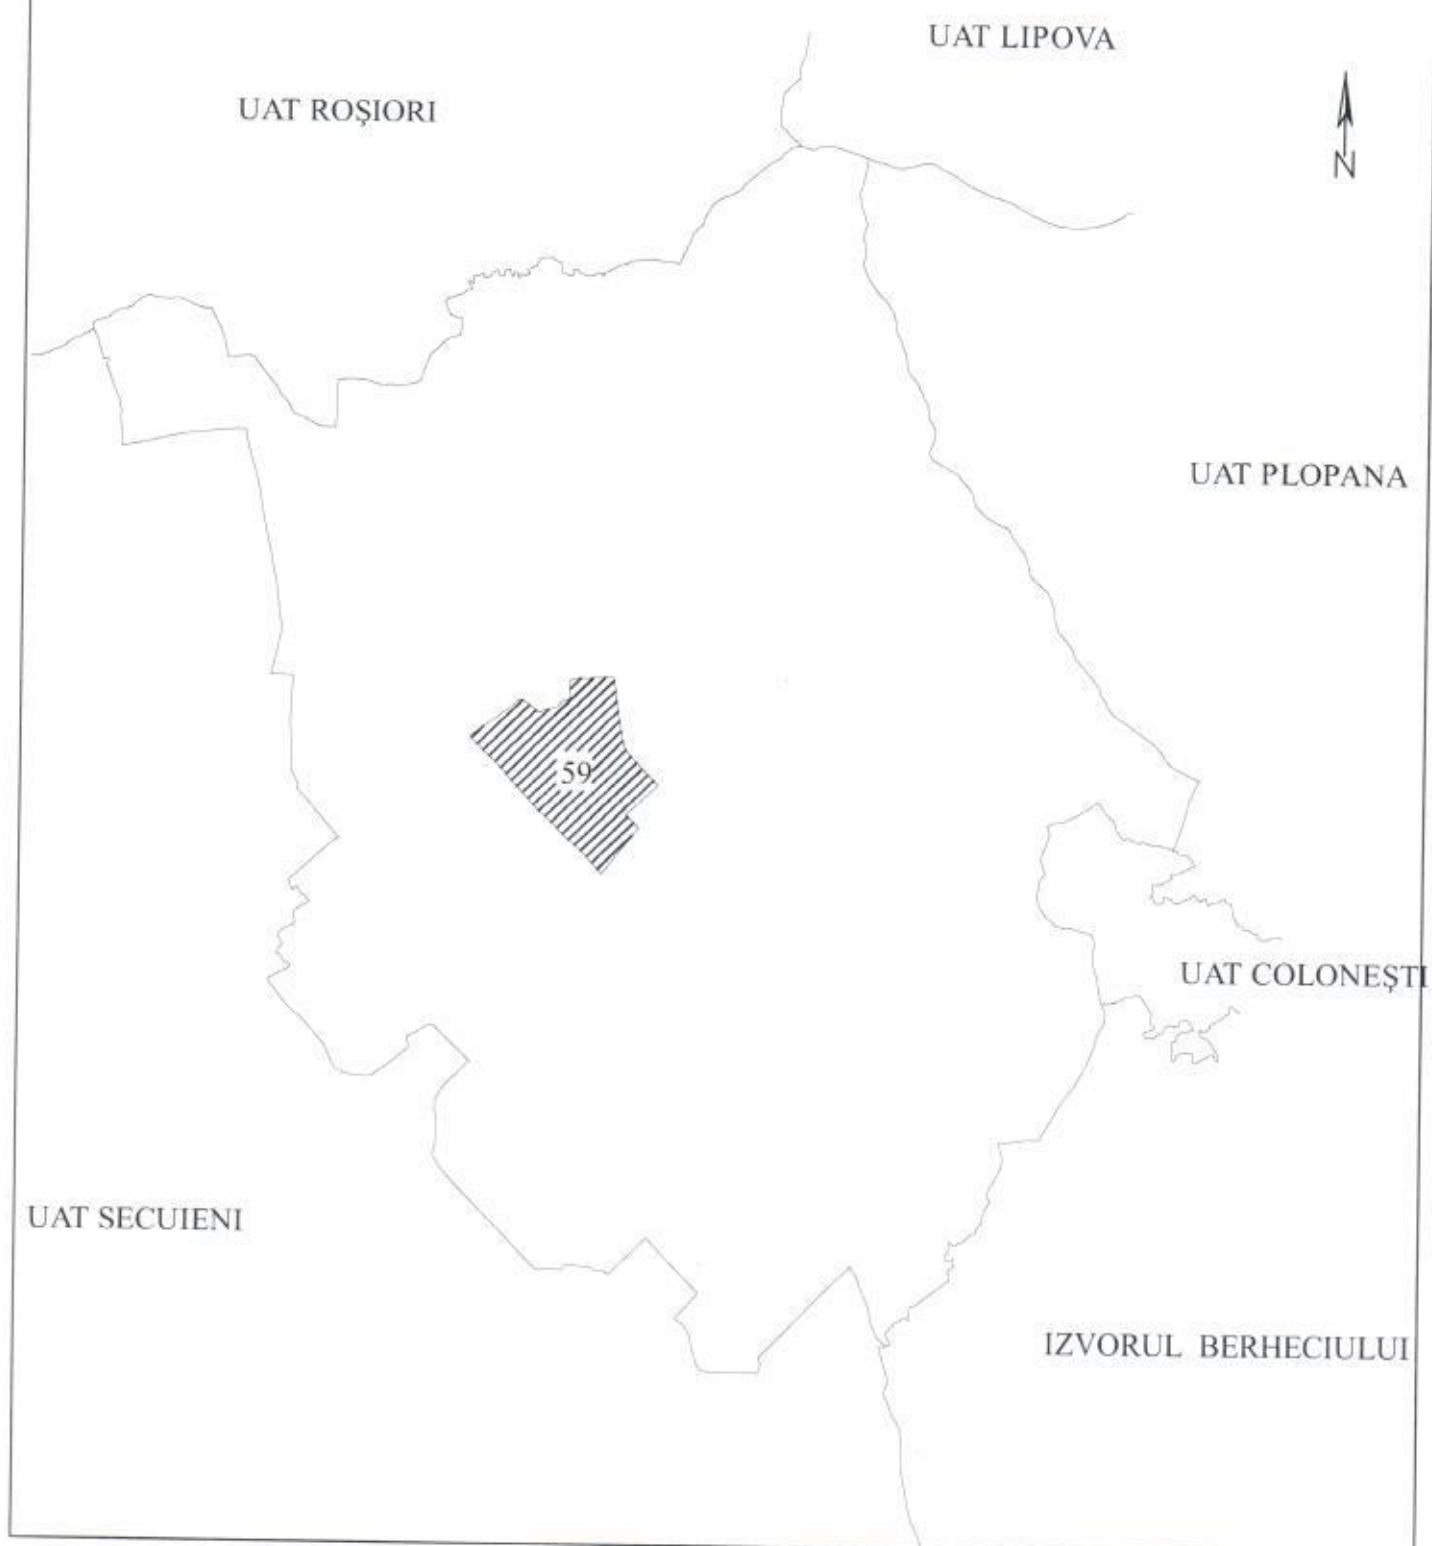 UAT LIPOVA
UAT ROŞIORI
N
UAT PLOPANA
59
UAT COLONEŞTI
UAT SECUIENI
IZVORUL BERHECIULUI